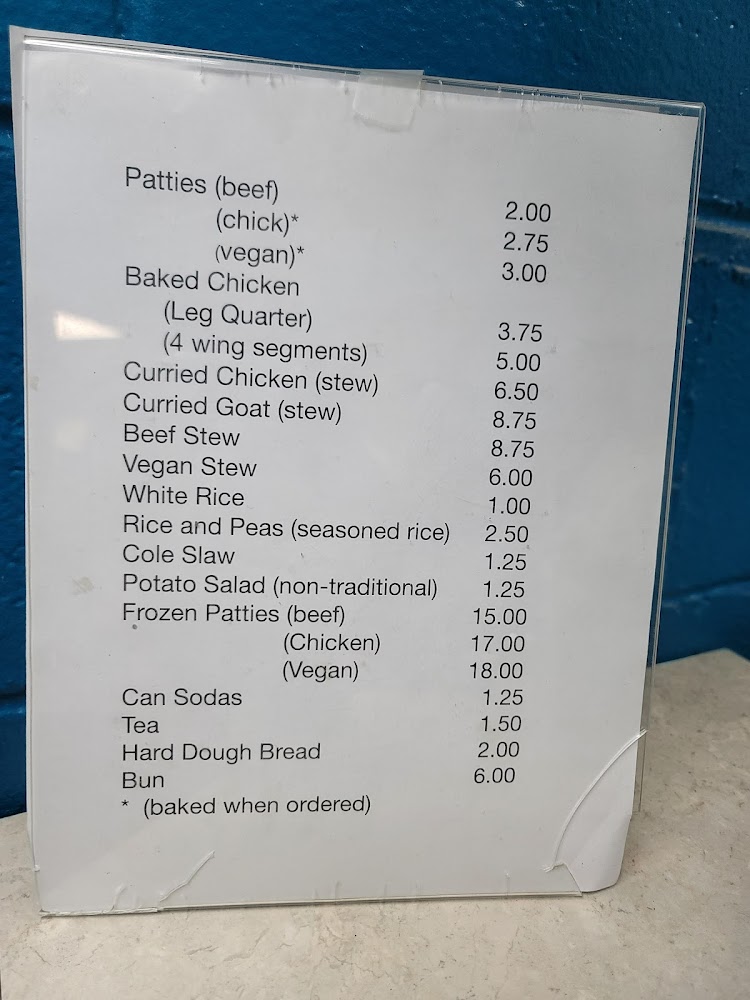 Patties (beef) 2.00
(chick)* 2.75
(vegan)* 3.00
Baked Chicken
(Leg Quarter) 3.75
(4 wing segments) 5.00
Curried Chicken (stew) 6.50
Curried Goat (stew) 8.75
Beef Stew 8.75
Vegan Stew 6.00
White Rice 1.00
Rice and Peas (seasoned rice) 2.50
Cole Slaw 1.25
Potato Salad (non-traditional) 1.25
Frozen Patties (beef) 15.00
(Chicken) 17.00
(Vegan) 18.00
Can Sodas 1.25
Tea 1.50
Hard Dough Bread 2.00
Bun 6.00
* (baked when ordered)